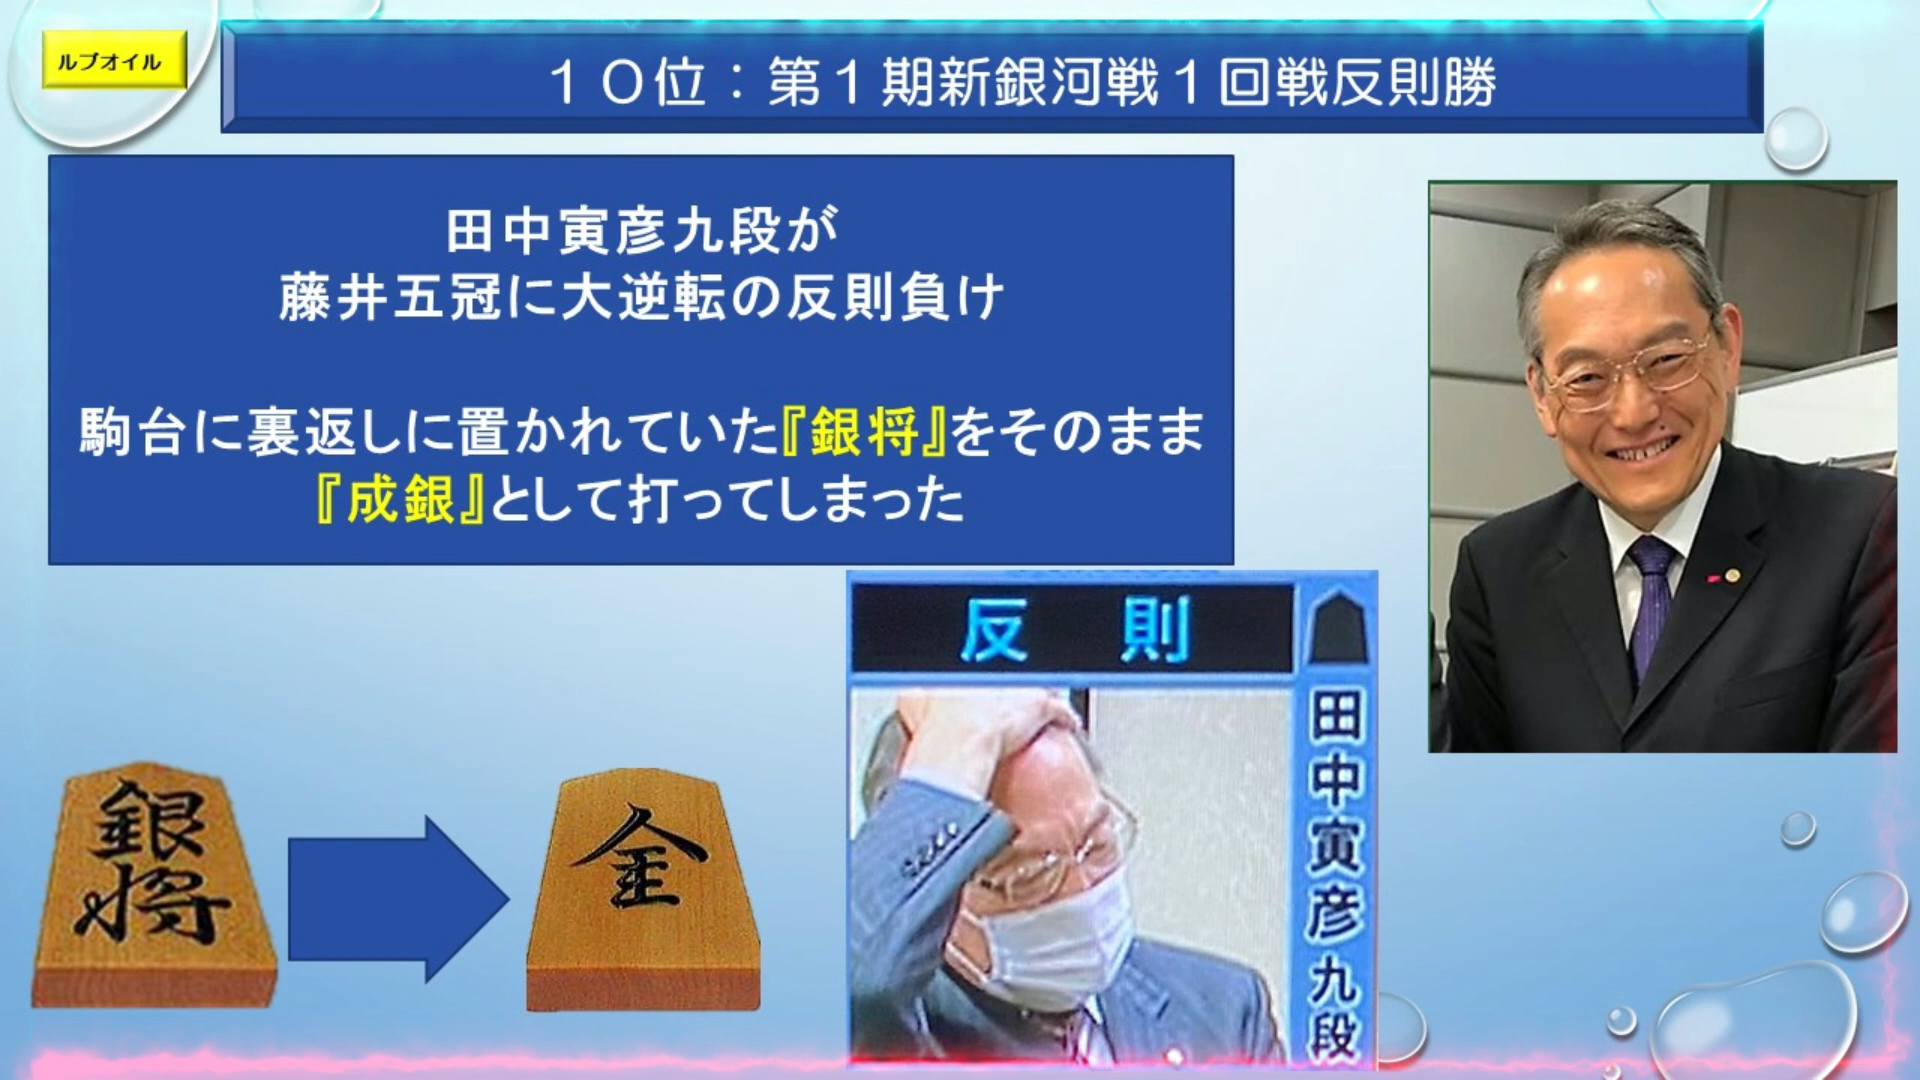 ルブオイル
１０位：第１期新銀河戦１回戦反則勝
田中寅彦九段が
藤井五冠に大逆転の反則負け
駒台に裏返しに置かれていた『銀将』をそのまま
『成銀』として打ってしまった
反則
田中寅彦九段
銀将
金